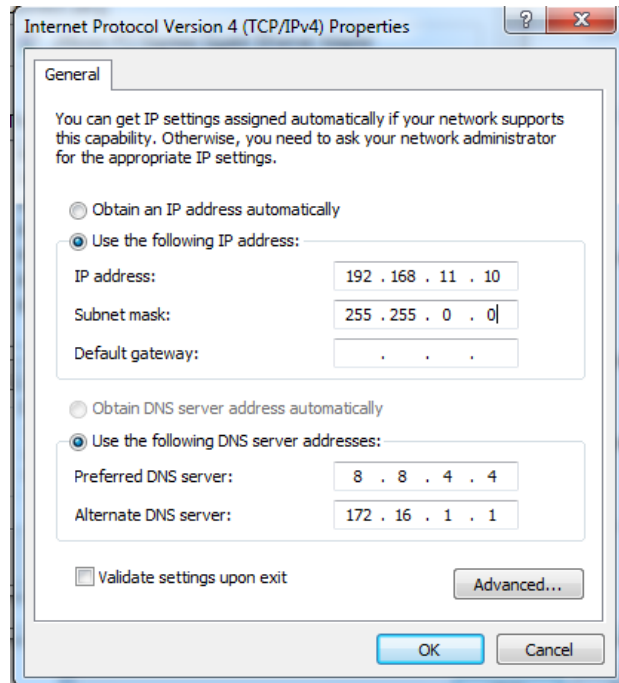 Internet Protocol Version 4 (TCP/IPv4) Properties
General
You can get IP settings assigned automatically if your network supports
this capability. Otherwise, you need to ask your network administrator
for the appropriate IP settings.
Obtain an IP address automatically
Use the following IP address:
IP address: 192 . 168 . 11 . 10
Subnet mask: 255 . 255 . 0 . 0
Default gateway: . . .
Obtain DNS server address automatically
Use the following DNS server addresses:
Preferred DNS server: 8 . 8 . 4 . 4
Alternate DNS server: 172 . 16 . 1 . 1
Validate settings upon exit
Advanced...
OK Cancel